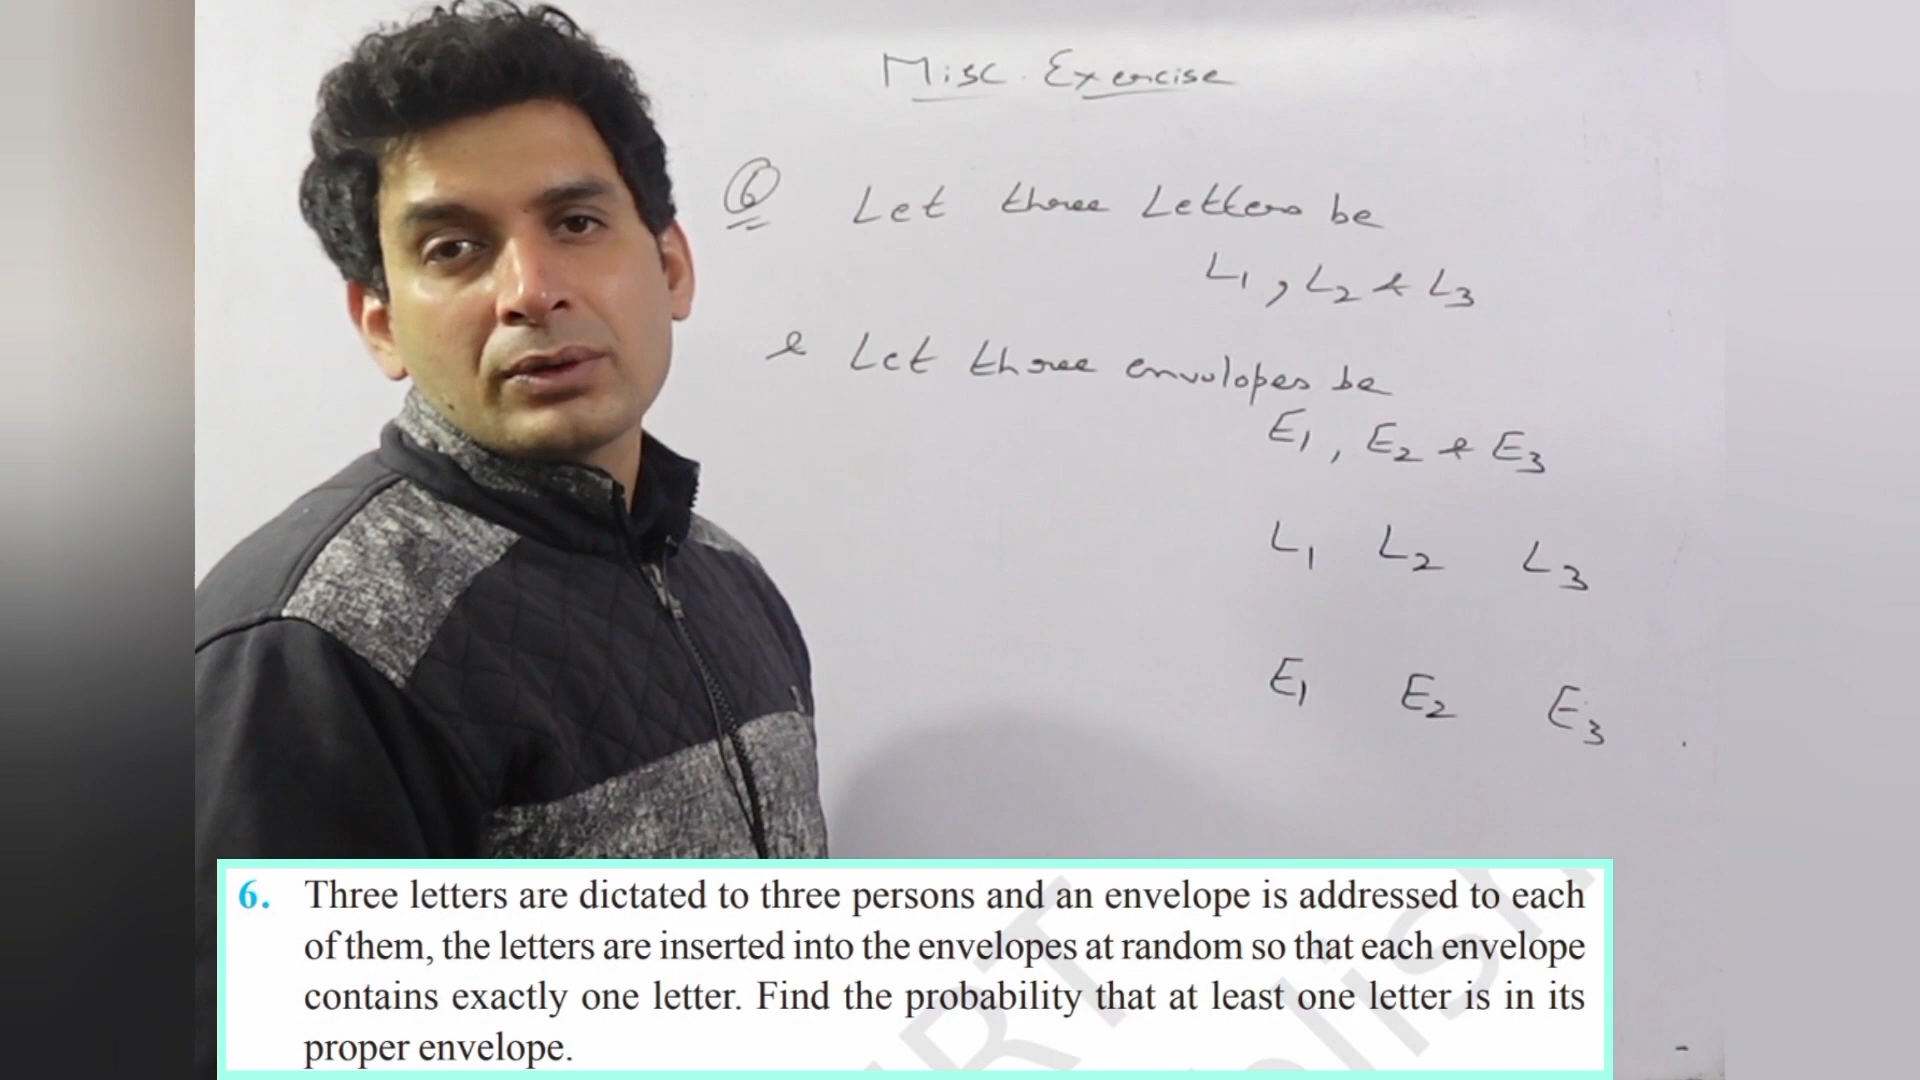 Misc. Exercise
6 Let three Letters be
L1, L2 & L3
& Let three envolopes be
E1, E2 & E3
L1 L2 L3
E1 E2 E3
6. Three letters are dictated to three persons and an envelope is addressed to each
of them, the letters are inserted into the envelopes at random so that each envelope
contains exactly one letter. Find the probability that at least one letter is in its
proper envelope.